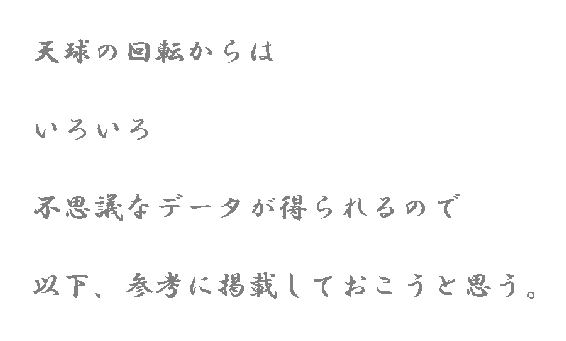 天球の回転からは
いろいろ
不思議なデータが得られるので
以下、参考に掲載しておこうと思う。